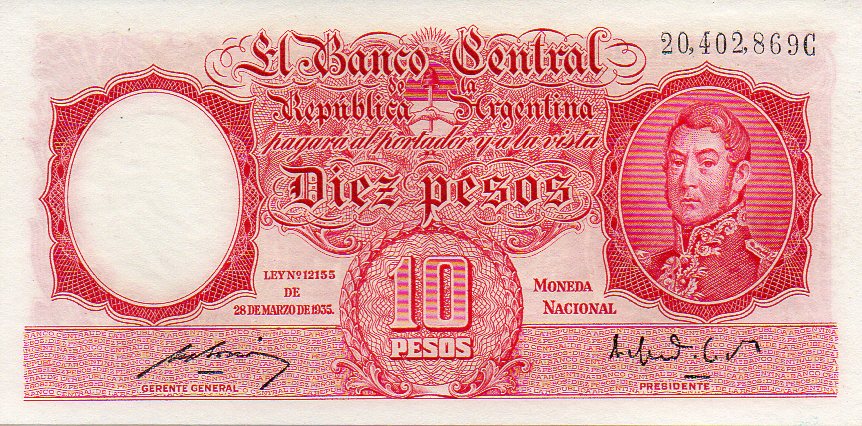 20,402,869C
El Banco Central
de la
República Argentina
pagará al portador y a la vista
Diez pesos
LEY Nº 12155
DE
28 DE MARZO DE 1935.
10
PESOS
MONEDA
NACIONAL
GERENTE GENERAL
PRESIDENTE